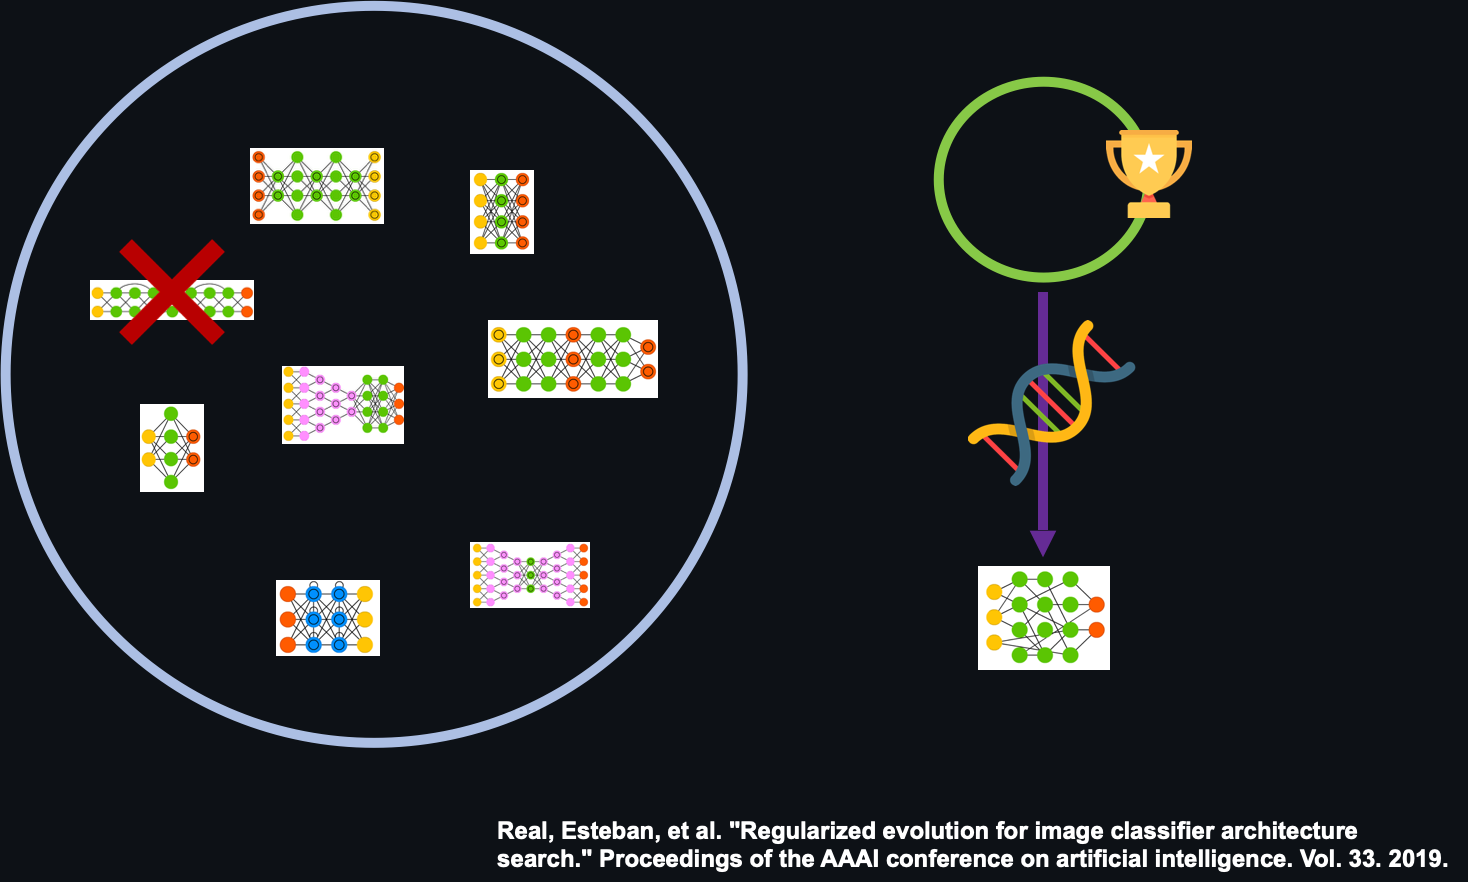 Real, Esteban, et al. "Regularized evolution for image classifier architecture
search." Proceedings of the AAAI conference on artificial intelligence. Vol. 33. 2019.